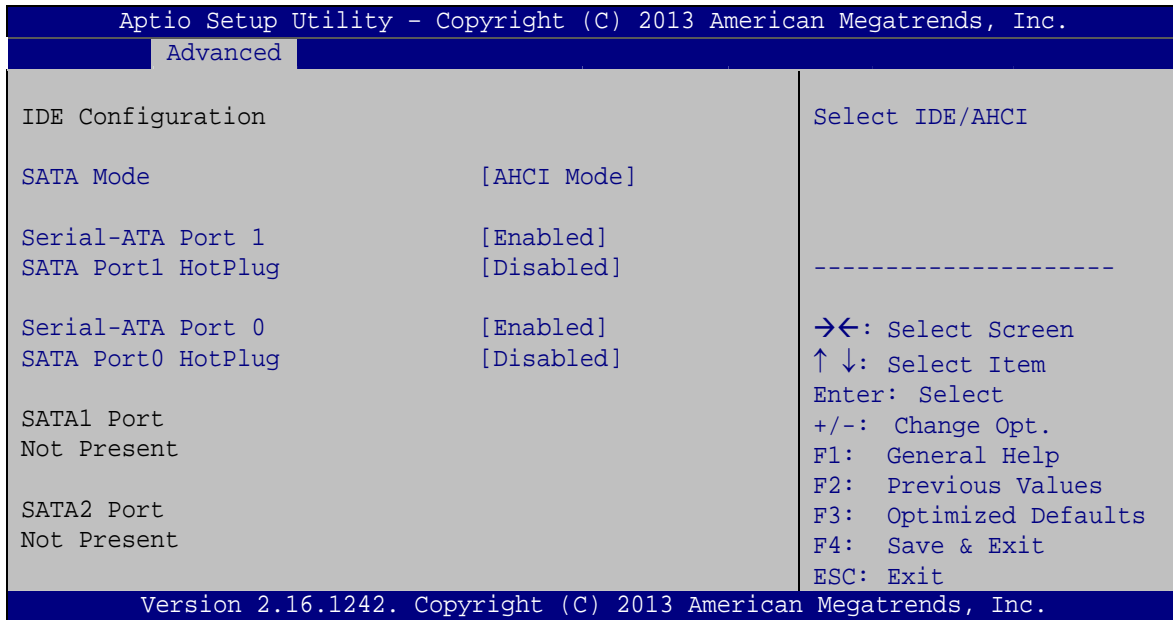 Aptio Setup Utility – Copyright (C) 2013 American Megatrends, Inc.
Advanced
IDE Configuration
SATA Mode [AHCI Mode]
Serial-ATA Port 1 [Enabled]
SATA Port1 HotPlug [Disabled]
Serial-ATA Port 0 [Enabled]
SATA Port0 HotPlug [Disabled]
SATA1 Port
Not Present
SATA2 Port
Not Present
Select IDE/AHCI
---------------------
→←: Select Screen
↑ ↓: Select Item
Enter: Select
+/-: Change Opt.
F1: General Help
F2: Previous Values
F3: Optimized Defaults
F4: Save & Exit
ESC: Exit
Version 2.16.1242. Copyright (C) 2013 American Megatrends, Inc.